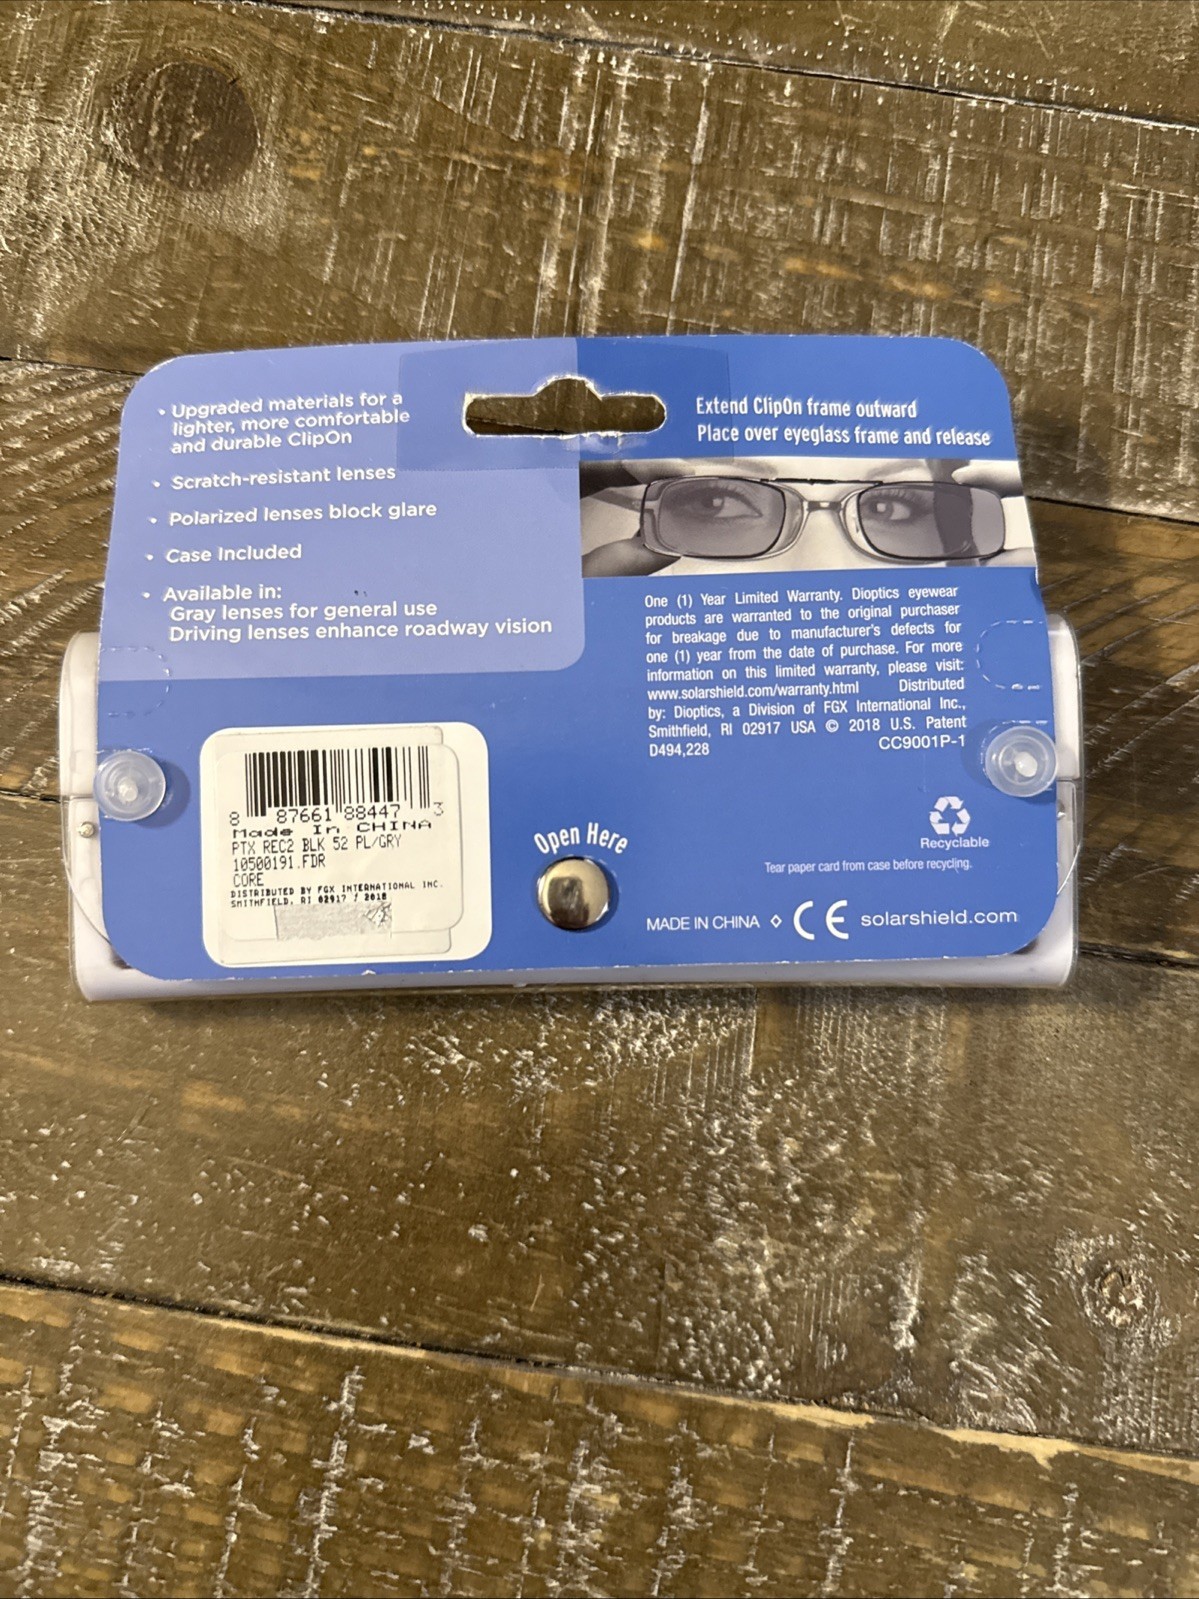 • Upgraded materials for a
lighter, more comfortable
and durable ClipOn
• Scratch-resistant lenses
• Polarized lenses block glare
• Case Included
• Available in:
Gray lenses for general use
Driving lenses enhance roadway vision
Extend ClipOn frame outward
Place over eyeglass frame and release
One (1) Year Limited Warranty. Dioptics eyewear
products are warranted to the original purchaser
for breakage due to manufacturer's defects for
one (1) year from the date of purchase. For more
information on this limited warranty, please visit:
www.solarshield.com/warranty.html Distributed
by: Dioptics, a Division of FGX International Inc.,
Smithfield, RI 02917 USA © 2018 U.S. Patent
D494,228 CC9001P-1
8 87661 88447 3
Made In CHINA
PTX REC2 BLK 52 PL/GRY
10500191.FDR
CORE
DISTRIBUTED BY FGX INTERNATIONAL INC.
SMITHFIELD, RI 02917 / 2018
Open Here
Recyclable
Tear paper card from case before recycling.
MADE IN CHINA ◇ CE solarshield.com